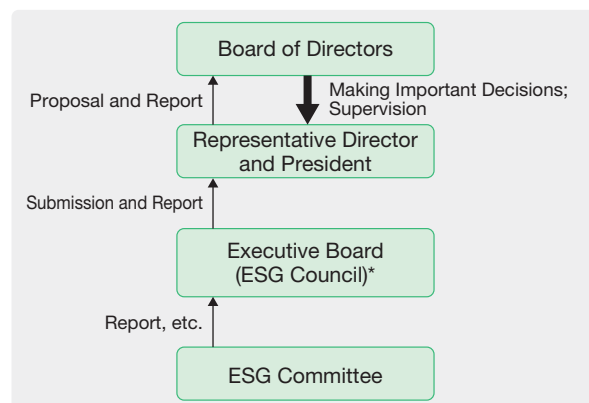 Board of Directors
Proposal and Report
Making Important Decisions;
Supervision
Representative Director
and President
Submission and Report
Executive Board
(ESG Council)*
Report, etc.
ESG Committee